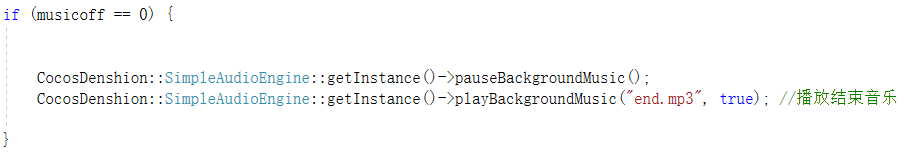 if (musicoff == 0) {
CocosDenshion::SimpleAudioEngine::getInstance()->pauseBackgroundMusic();
CocosDenshion::SimpleAudioEngine::getInstance()->playBackgroundMusic("end.mp3", true); //播放结束音乐
}